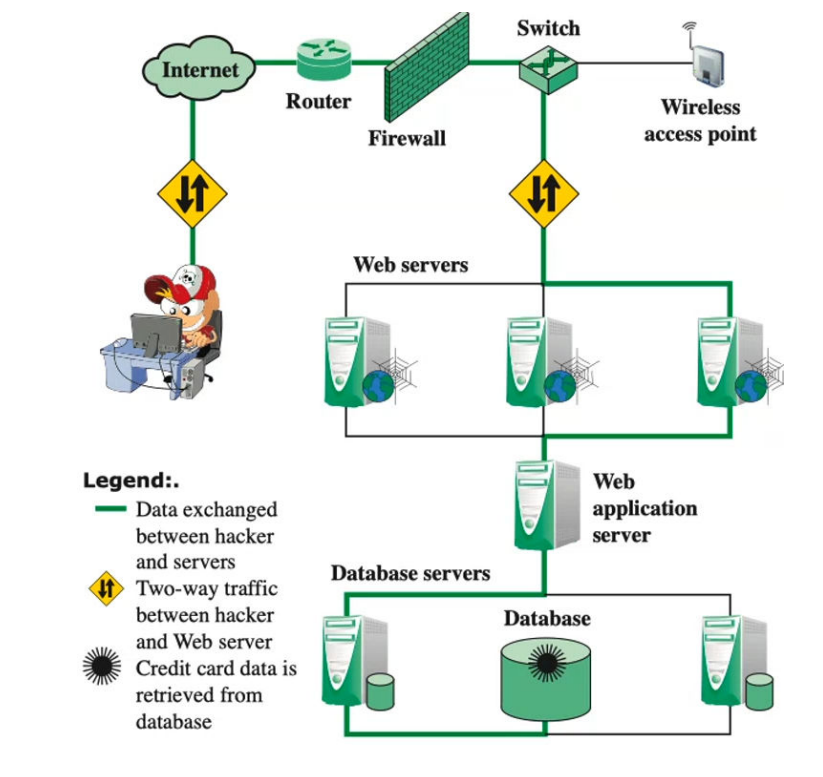 Switch
Internet
Router
Firewall
Wireless
access point
Web servers
Web
application
server
Legend:.
Data exchanged
between hacker
and servers
Two-way traffic
between hacker
and Web server
Credit card data is
retrieved from
database
Database servers
Database